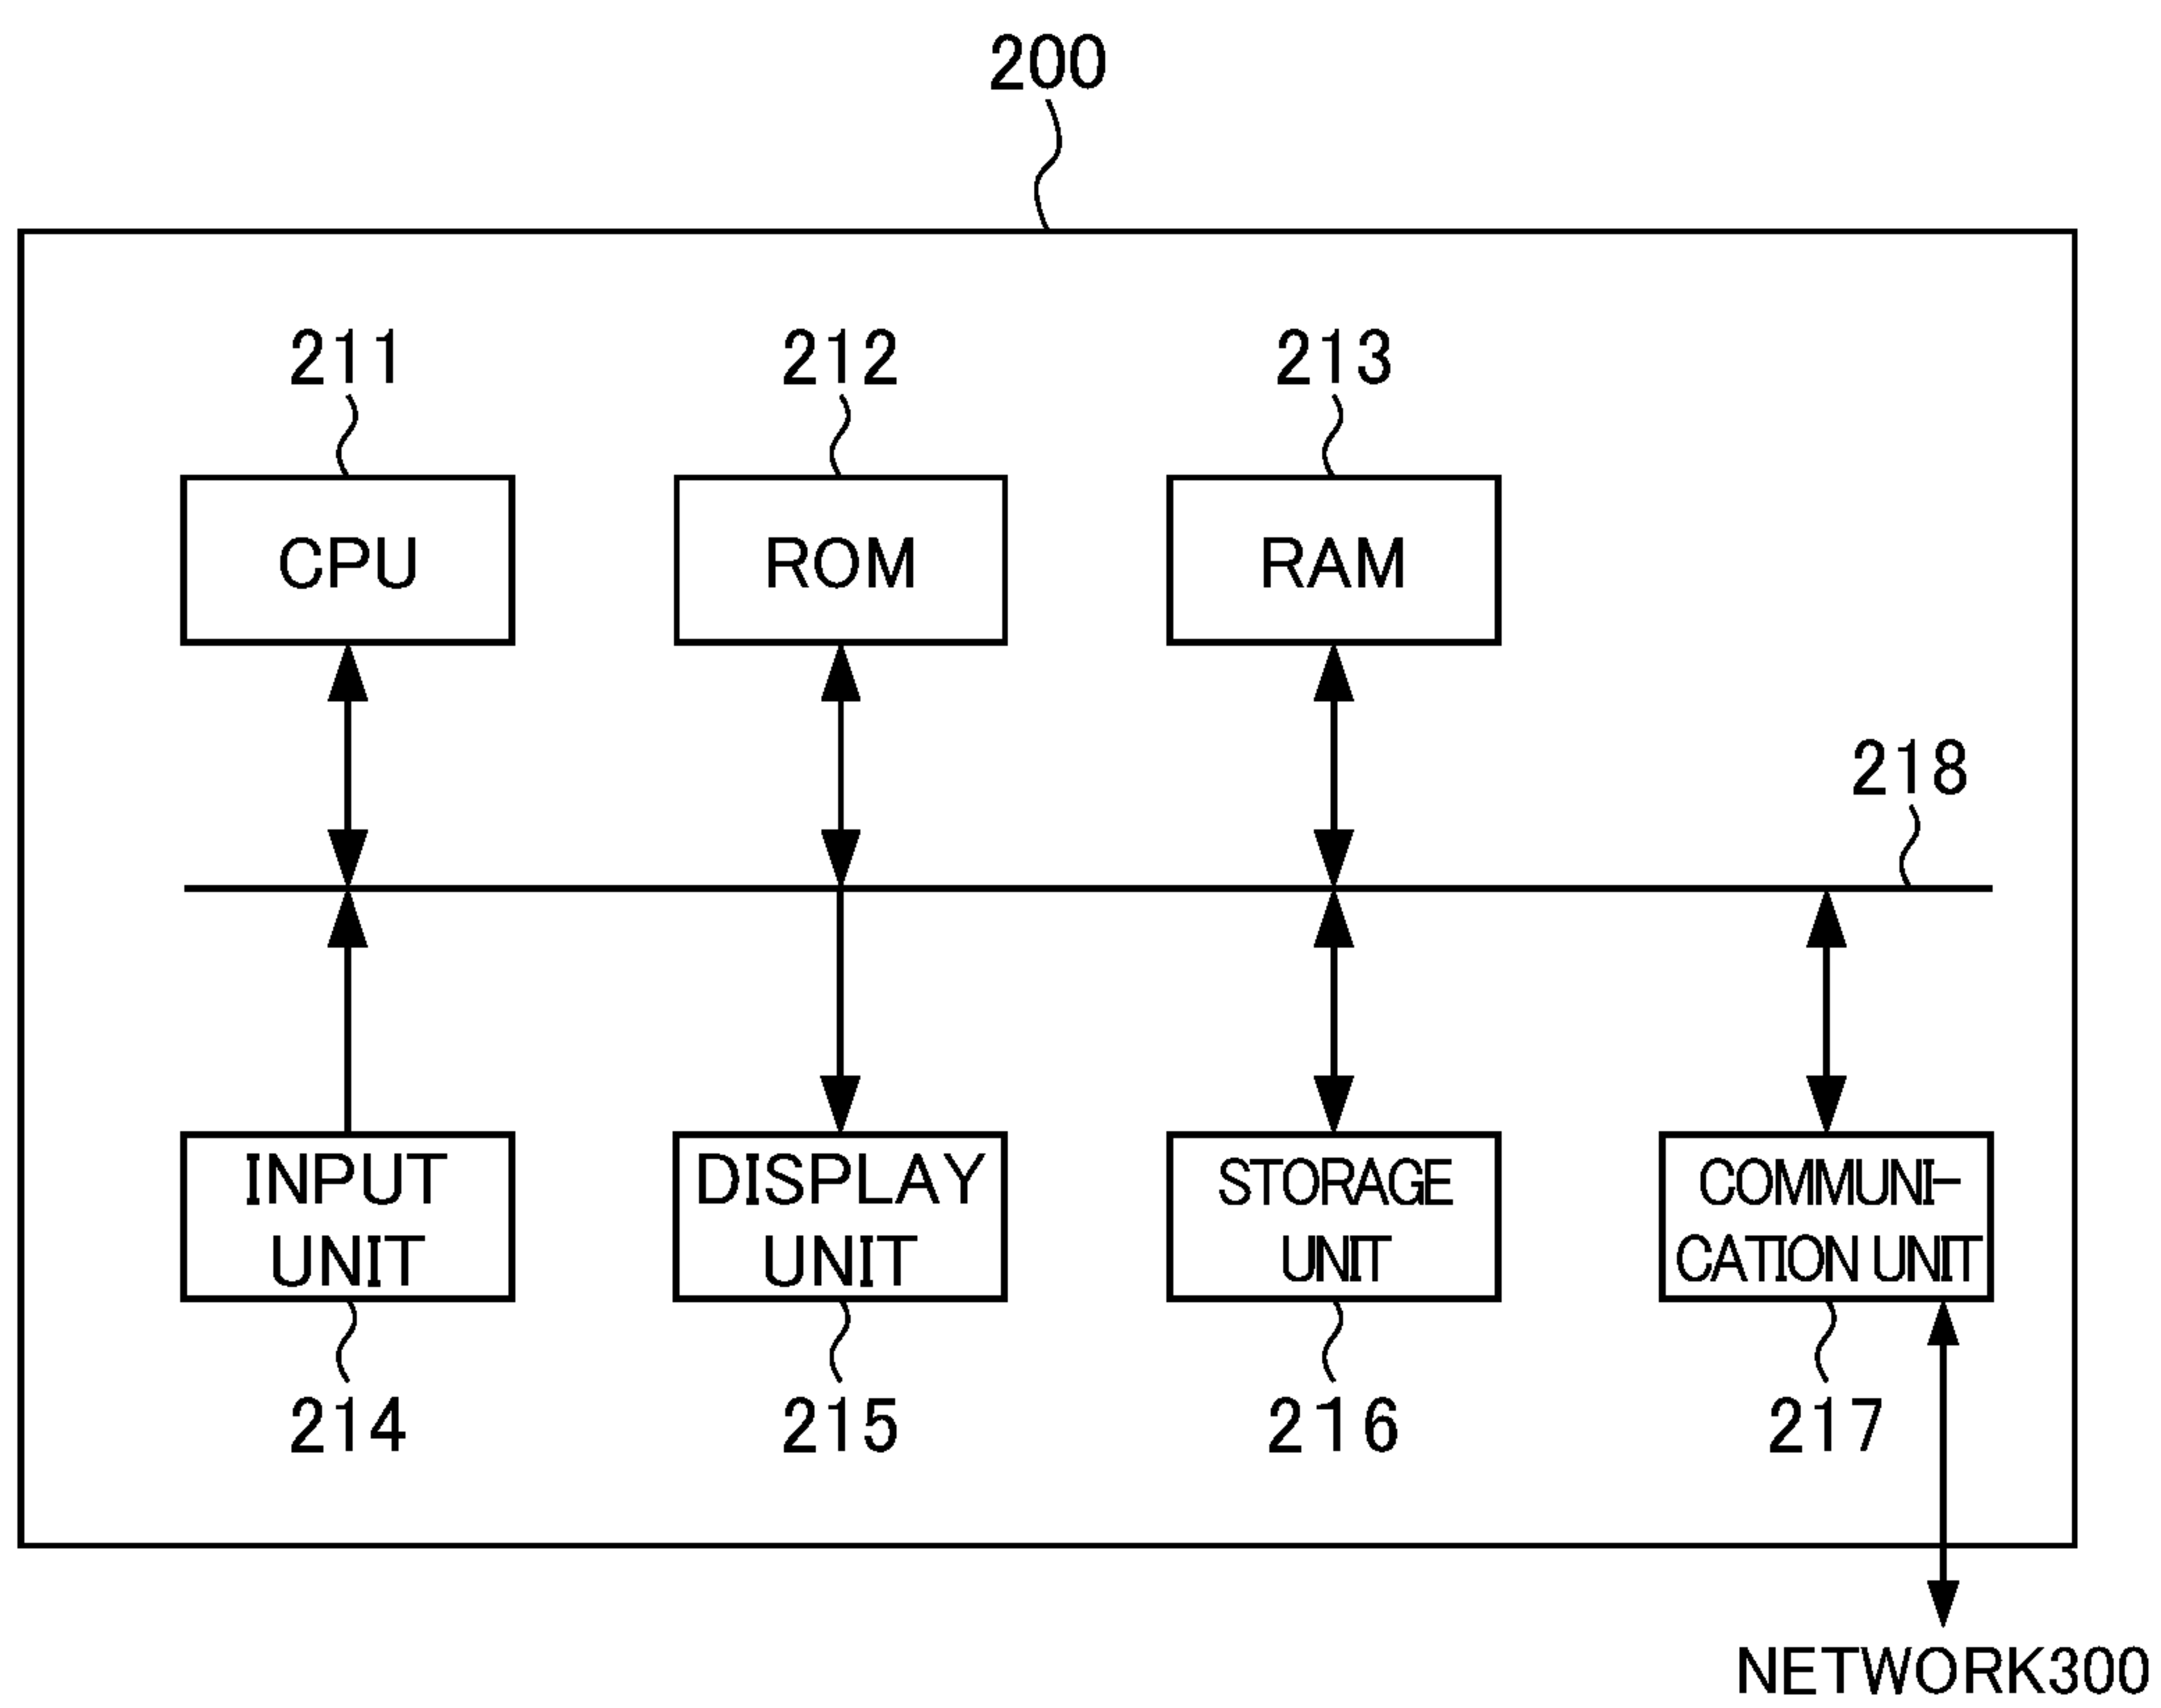 200
211
212
213
CPU
ROM
RAM
218
INPUT
UNIT
DISPLAY
UNIT
STORAGE
UNIT
COMMUNI-
CATION UNIT
214
215
216
217
NETWORK300